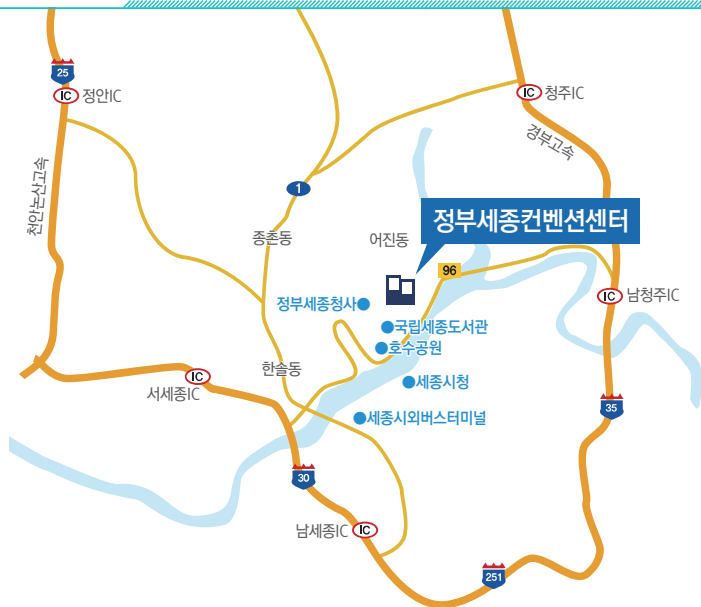 25
IC 정안IC
IC 청주IC
경부고속
천안논산고속
1
종촌동
어진동
정부세종컨벤션센터
96
정부세종청사
IC 남청주IC
국립세종도서관
호수공원
한솔동
IC
서세종IC
세종시청
35
세종시외버스터미널
30
남세종IC IC
251